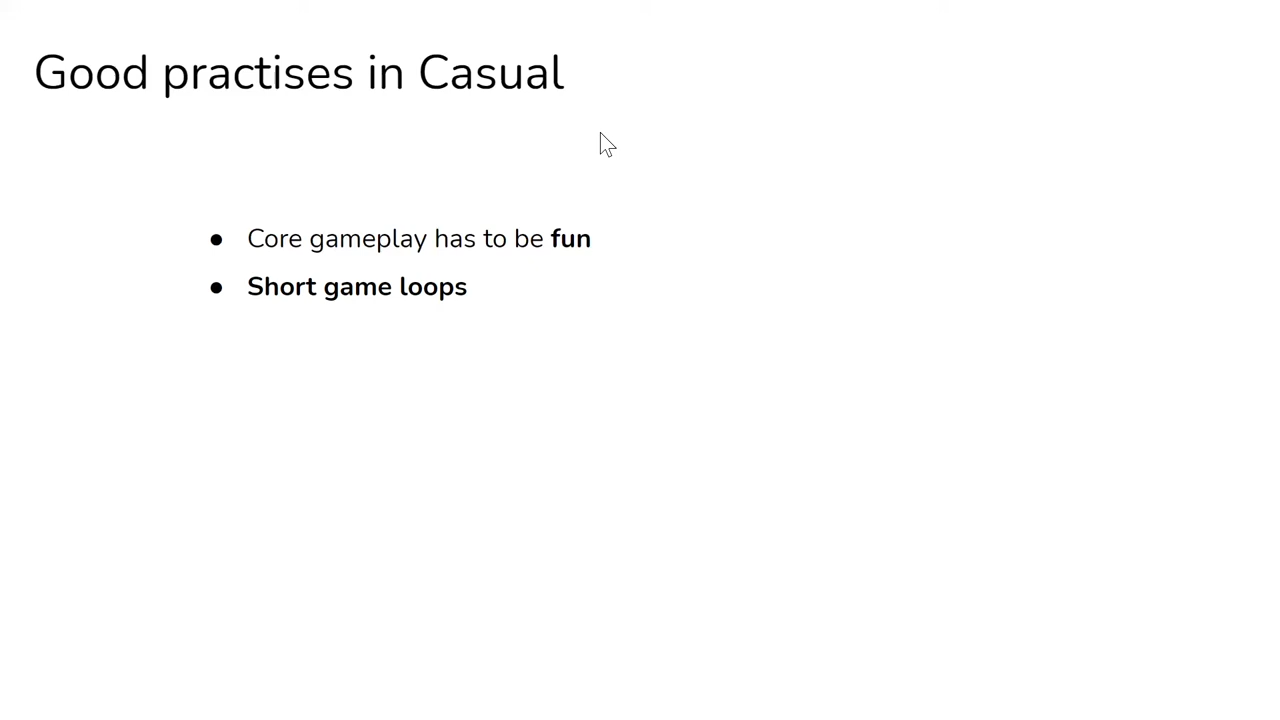 Good practises in Casual
● Core gameplay has to be fun
● Short game loops